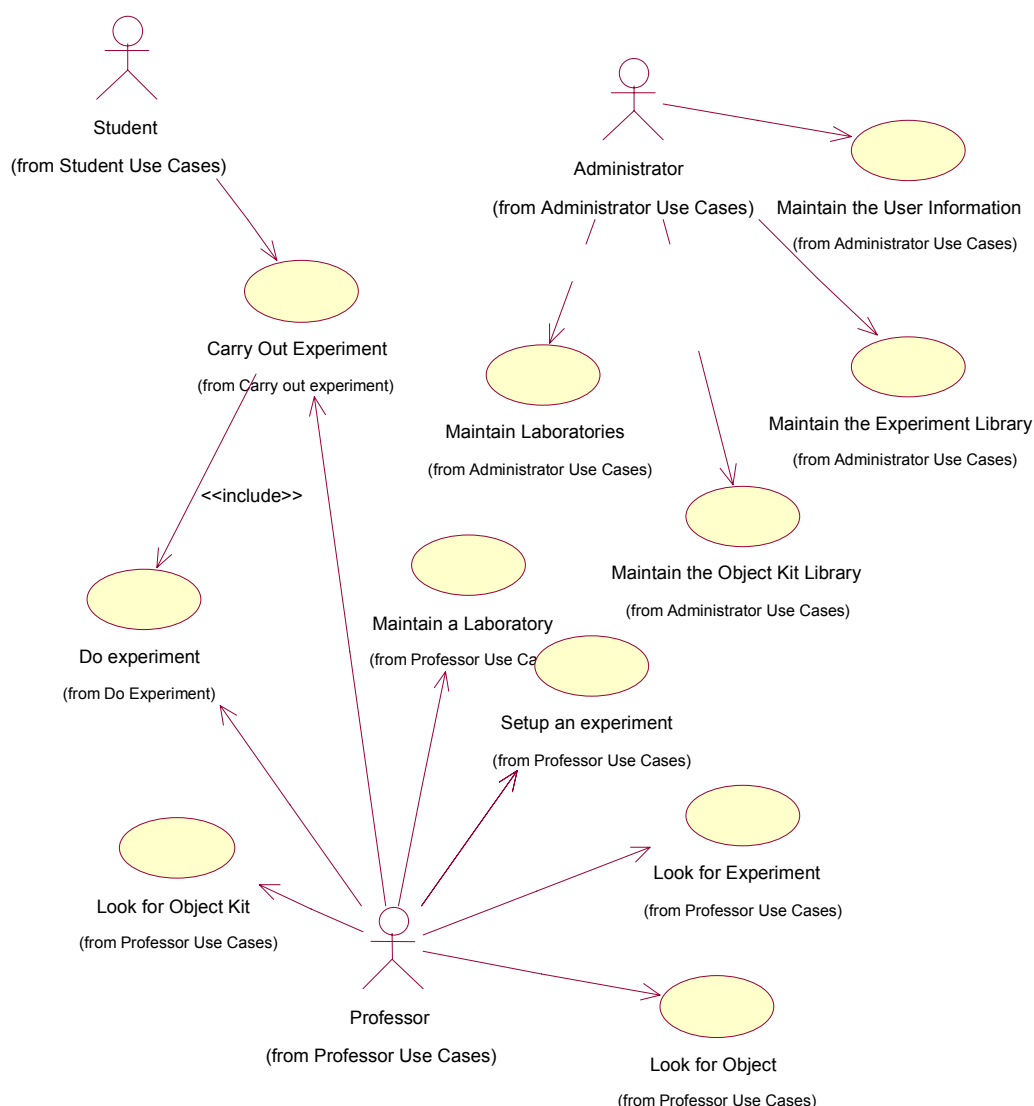 Student
(from Student Use Cases)
Administrator
(from Administrator Use Cases)
Maintain the User Information
(from Administrator Use Cases)
Carry Out Experiment
(from Carry out experiment)
Maintain Laboratories
(from Administrator Use Cases)
Maintain the Experiment Library
(from Administrator Use Cases)
<<include>>
Maintain the Object Kit Library
(from Administrator Use Cases)
Maintain a Laboratory
(from Professor Use Ca
Do experiment
(from Do Experiment)
Setup an experiment
(from Professor Use Cases)
Look for Experiment
(from Professor Use Cases)
Look for Object Kit
(from Professor Use Cases)
Professor
(from Professor Use Cases)
Look for Object
(from Professor Use Cases)